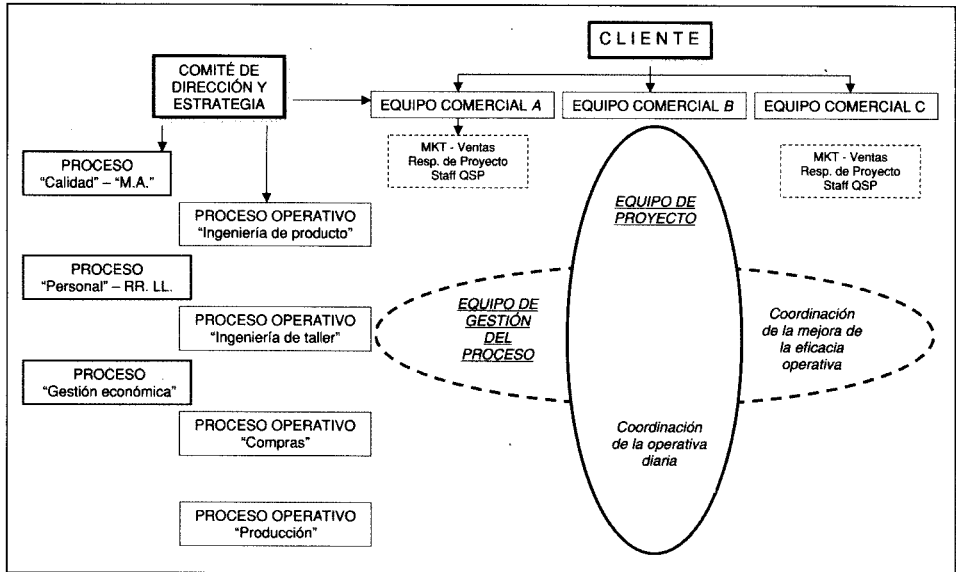 CLIENTE
COMITÉ DE
DIRECCIÓN Y
ESTRATEGIA
EQUIPO COMERCIAL A
EQUIPO COMERCIAL B
EQUIPO COMERCIAL C
MKT - Ventas
Resp. de Proyecto
Staff QSP
MKT - Ventas
Resp. de Proyecto
Staff QSP
PROCESO
“Calidad” – “M.A.”
PROCESO OPERATIVO
“Ingeniería de producto”
PROCESO
“Personal” – RR. LL.
PROCESO OPERATIVO
“Ingeniería de taller”
PROCESO
“Gestión económica”
PROCESO OPERATIVO
“Compras”
PROCESO OPERATIVO
“Producción”
EQUIPO DE
PROYECTO
EQUIPO DE
GESTIÓN
DEL
PROCESO
Coordinación
de la mejora de
la eficacia
operativa
Coordinación
de la operativa
diaria